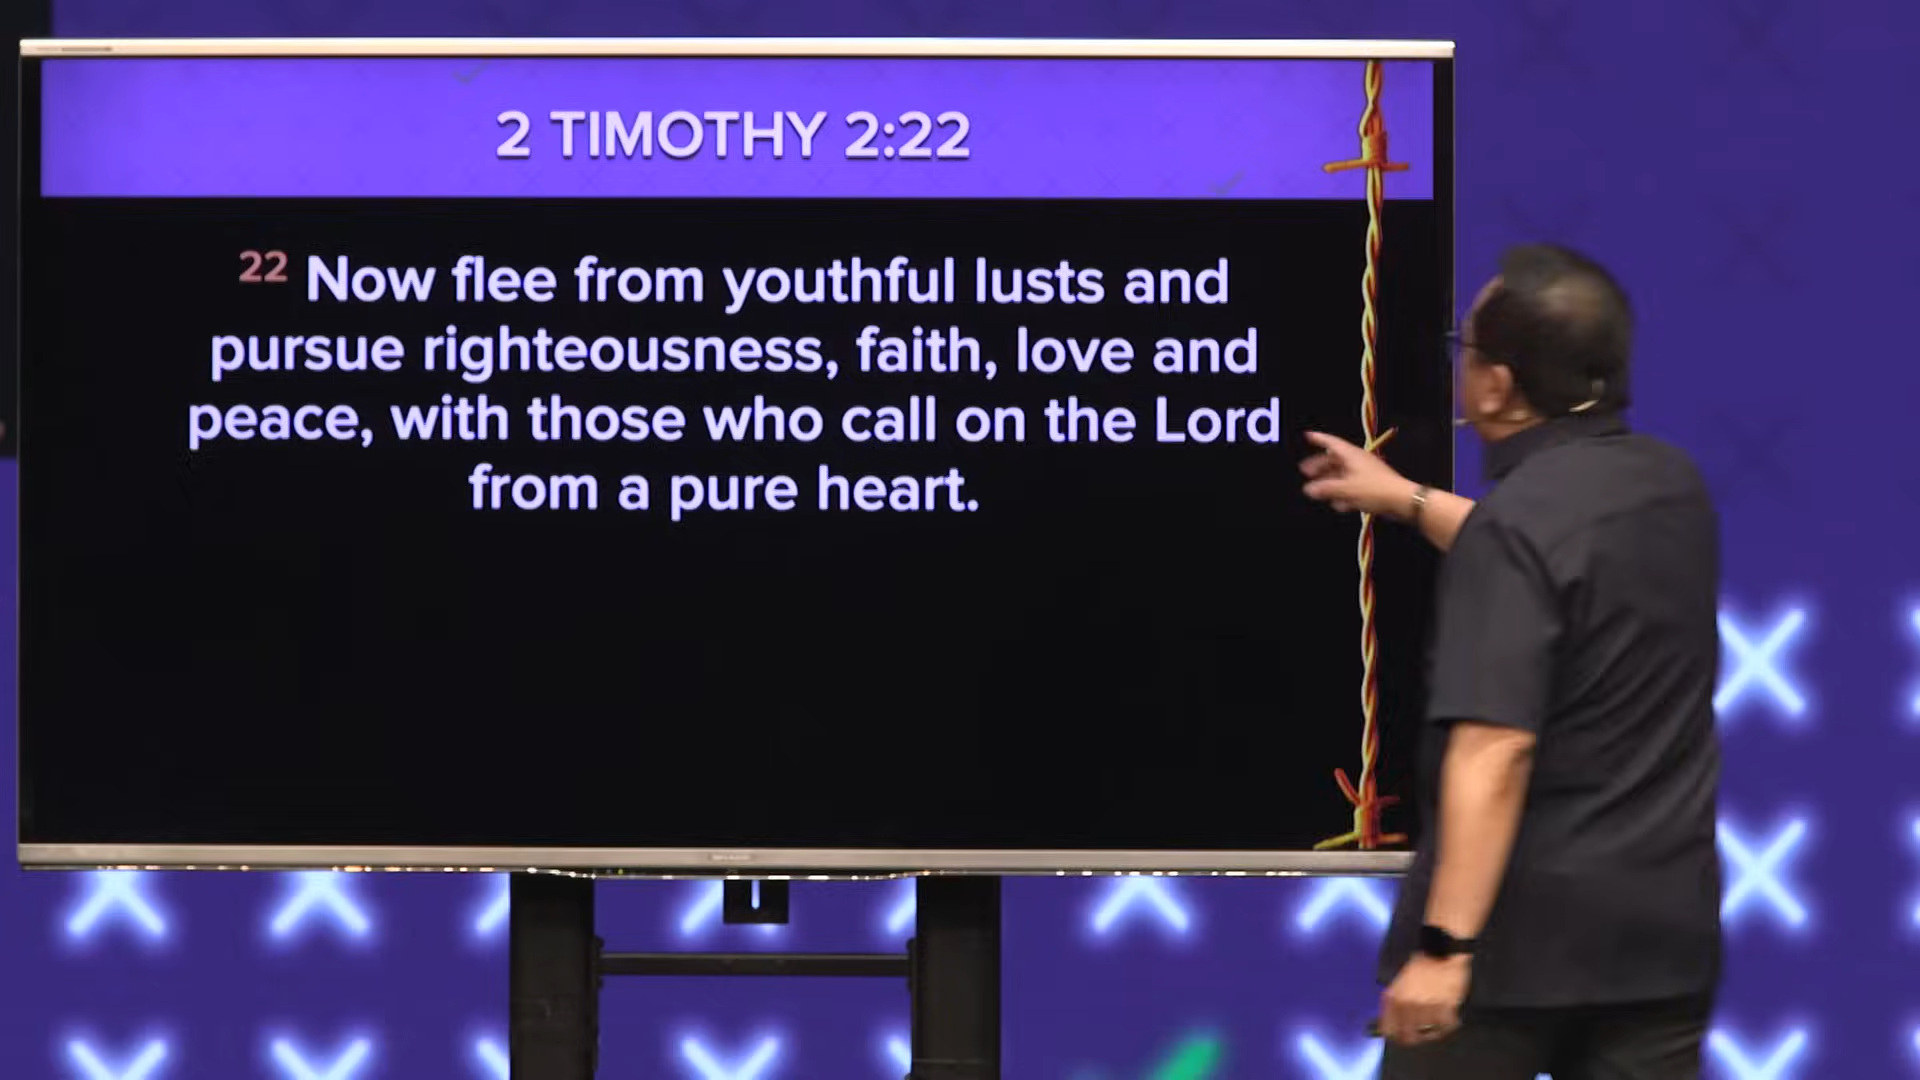 2 TIMOTHY 2:22
22 Now flee from youthful lusts and
pursue righteousness, faith, love and
peace, with those who call on the Lord
from a pure heart.